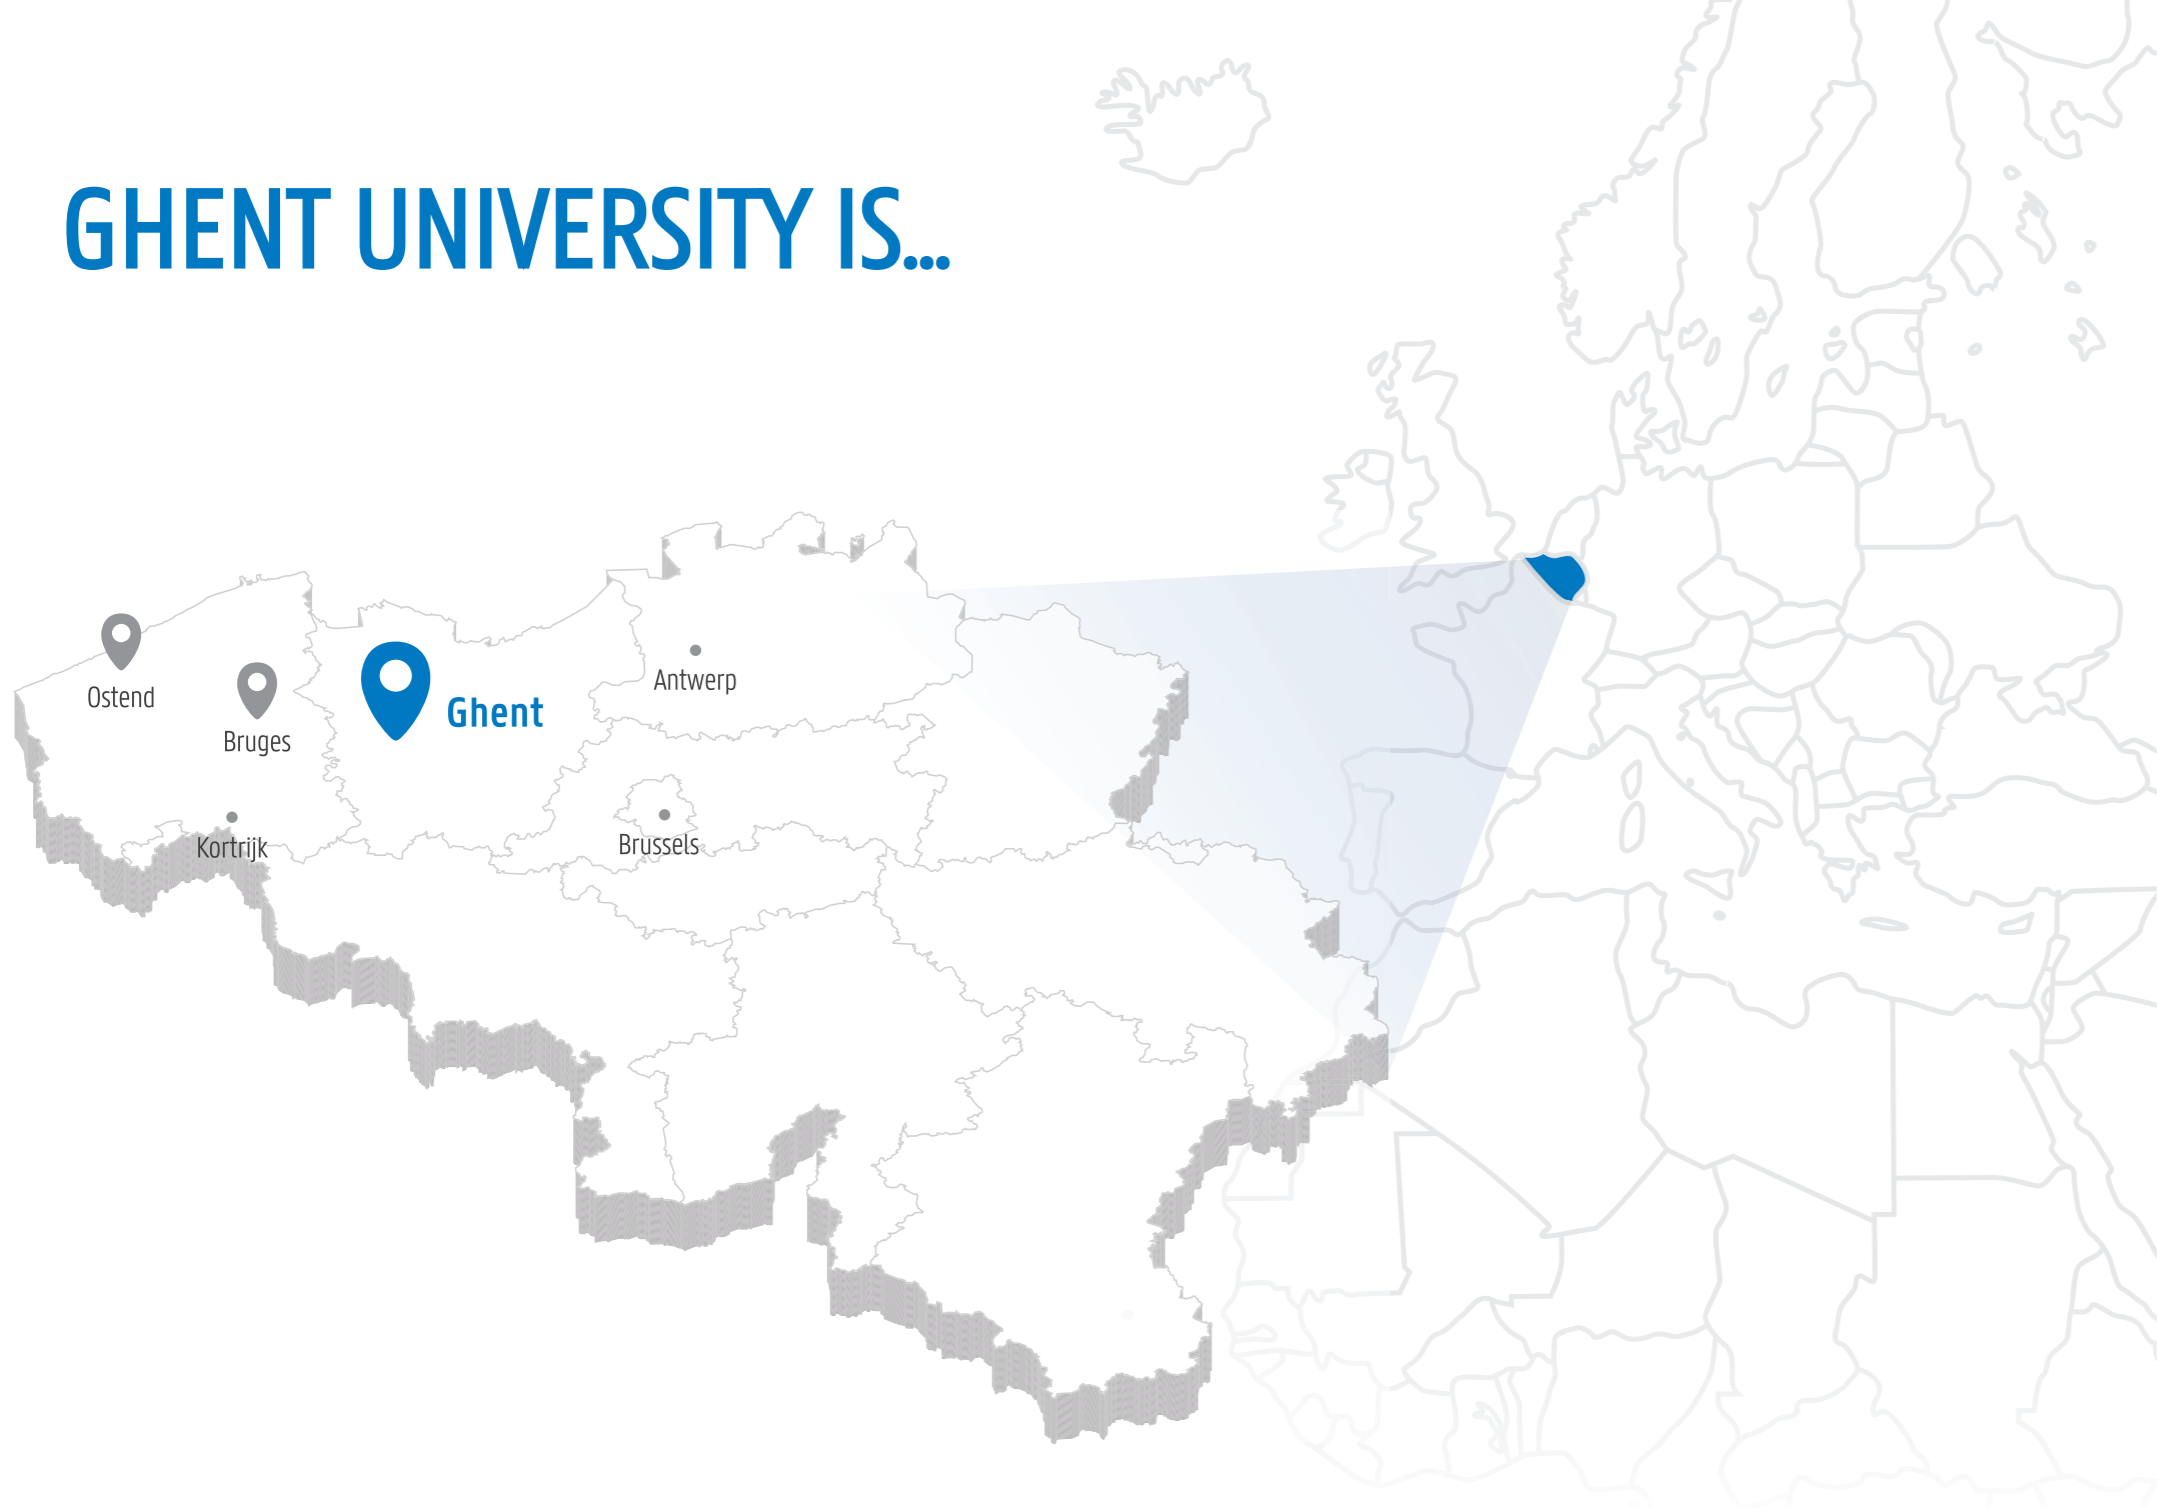 GHENT UNIVERSITY IS...
Ostend
Bruges
Ghent
Antwerp
Kortrijk
Brussels